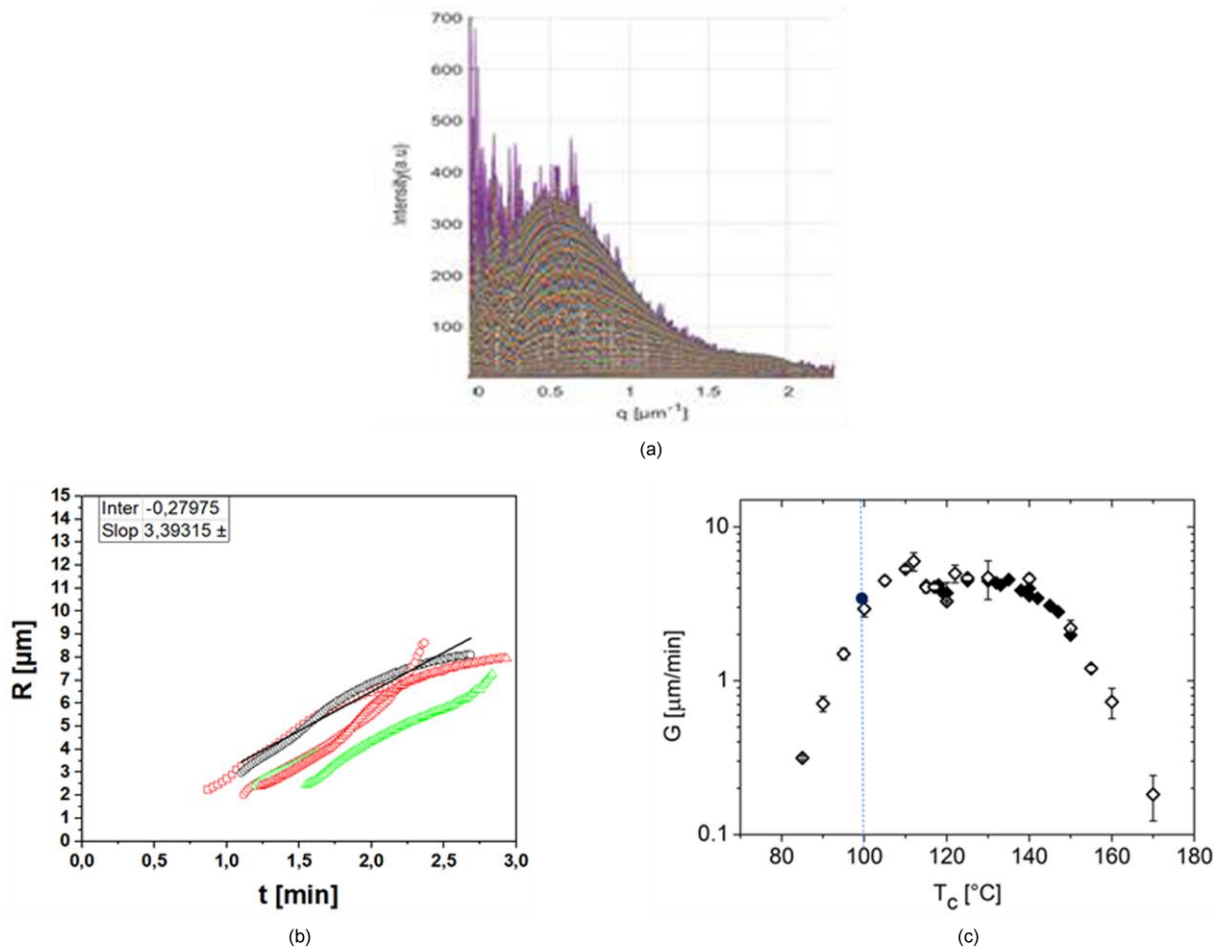 700
600
500
400
300
200
100
Intensity(a.u)
0 0.5 1 1.5 2
q [µm⁻¹]
(a)
Inter -0,27975
Slop 3,39315 ±
15
14
13
12
11
10
9
8
7
6
5
4
3
2
1
0
R [µm]
0,0 0,5 1,0 1,5 2,0 2,5 3,0
t [min]
(b)
10
1
0.1
G [µm/min]
80 100 120 140 160 180
T_C [°C]
(c)